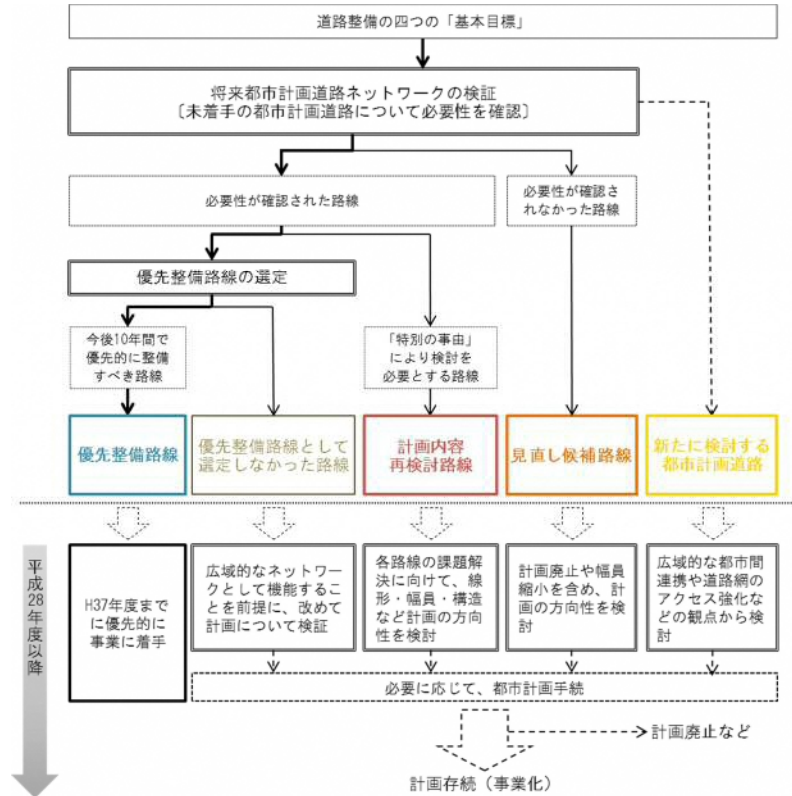 道路整備の四つの「基本目標」
将来都市計画道路ネットワークの検証
〔未着手の都市計画道路について必要性を確認〕
必要性が確認された路線
必要性が確認さ
れなかった路線
優先整備路線の選定
今後10年間で
優先的に整備
すべき路線
「特別の事由」
により検討を
必要とする路線
優先整備路線
優先整備路線として
選定しなかった路線
計画内容
再検討路線
見直し候補路線
新たに検討する
都市計画道路
平成28年度以降
H37年度まで
に優先的に
事業に着手
広域的なネットワ
ークとして機能すること
を前提に、改めて
計画について検証
各路線の課題解
決に向けて、線
形・幅員・構造
など計画の方向
性を検討
計画廃止や幅員
縮小を含め、計
画の方向性を検
討
広域的な都市間
連携や道路網の
アクセス強化な
どの観点から検
討
必要に応じて、都市計画手続
計画廃止など
計画存続（事業化）